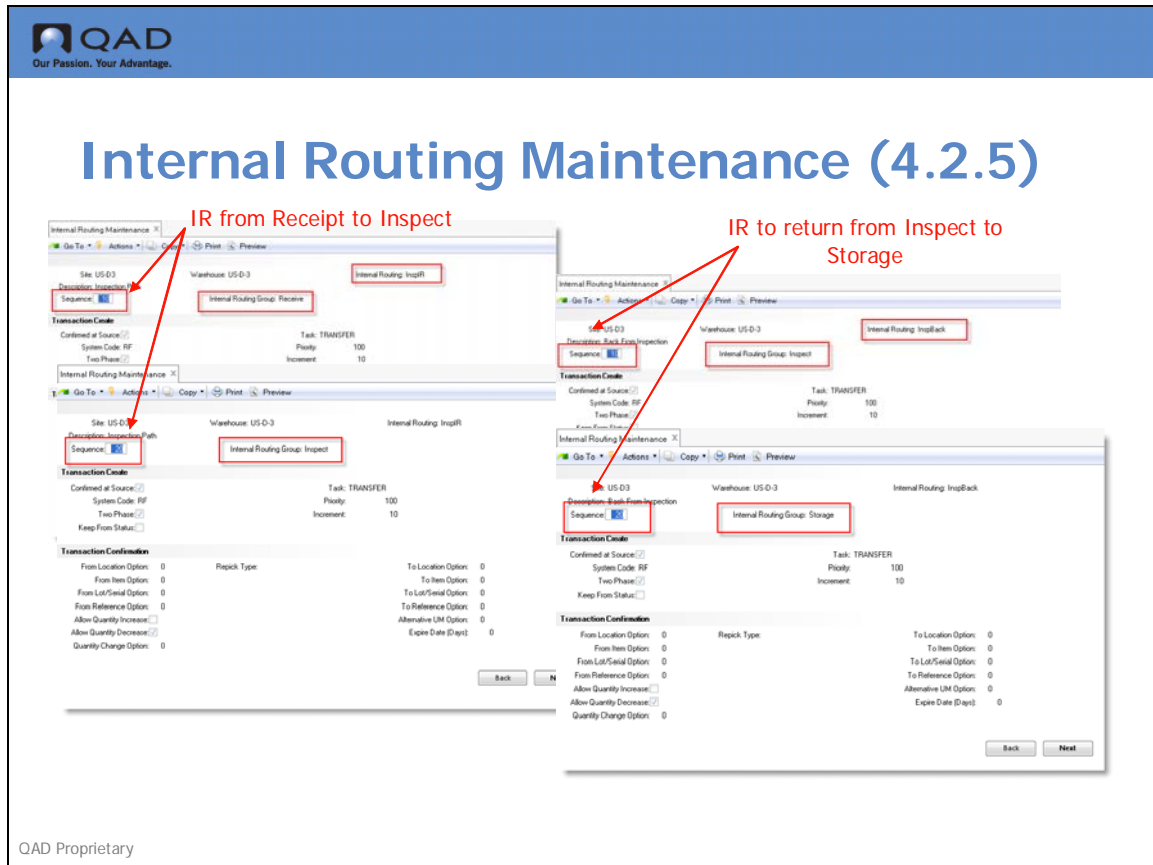 QAD
Our Passion. Your Advantage.
Internal Routing Maintenance (4.2.5)
IR from Receipt to Inspect
Internal Routing Maintenance X
Go To Actions Copy Print Preview
Site: US-D3 Warehouse: US-D-3 Internal Routing: InspIR
Description: Inspection
Sequence: 10 Internal Routing Group: Receive
Transaction Create
Confirmed at Source: Task: TRANSFER
System Code: RF Priority: 100
Two Phase: Increment: 10
Internal Routing Maintenance X
Go To Actions Copy Print Preview
Site: US-D3 Warehouse: US-D-3 Internal Routing: InspIR
Description: Inspection Path
Sequence: 20 Internal Routing Group: Inspect
Transaction Create
Confirmed at Source: Task: TRANSFER
System Code: RF Priority: 100
Two Phase: Increment: 10
Keep From Status:
Transaction Confirmation
From Location Option: 0 Repick Type: To Location Option: 0
From Item Option: 0 To Item Option: 0
From Lot/Serial Option: 0 To Lot/Serial Option: 0
From Reference Option: 0 To Reference Option: 0
Allow Quantity Increase: Alternative UM Option: 0
Allow Quantity Decrease: Expire Date (Days): 0
Quantity Change Option: 0
Back N
IR to return from Inspect to
Storage
Internal Routing Maintenance
Go To Actions Copy Print Preview
US-D3 Warehouse: US-D-3 Internal Routing: InspBack
Description: Back From Inspection
Sequence: 10 Internal Routing Group: Inspect
Transaction Create
Confirmed at Source: Task: TRANSFER
System Code: RF Priority: 100
Two Phase: Increment: 10
Keep From Status:
Internal Routing Maintenance X
Go To Actions Copy Print Preview
US-D3 Warehouse: US-D-3 Internal Routing: InspBack
Description: Back From Inspection
Sequence: 20 Internal Routing Group: Storage
Transaction Create
Confirmed at Source: Task: TRANSFER
System Code: RF Priority: 100
Two Phase: Increment: 10
Keep From Status:
Transaction Confirmation
From Location Option: 0 Repick Type: To Location Option: 0
From Item Option: 0 To Item Option: 0
From Lot/Serial Option: 0 To Lot/Serial Option: 0
From Reference Option: 0 To Reference Option: 0
Allow Quantity Increase: Alternative UM Option: 0
Allow Quantity Decrease: Expire Date (Days): 0
Quantity Change Option: 0
Back Next
QAD Proprietary